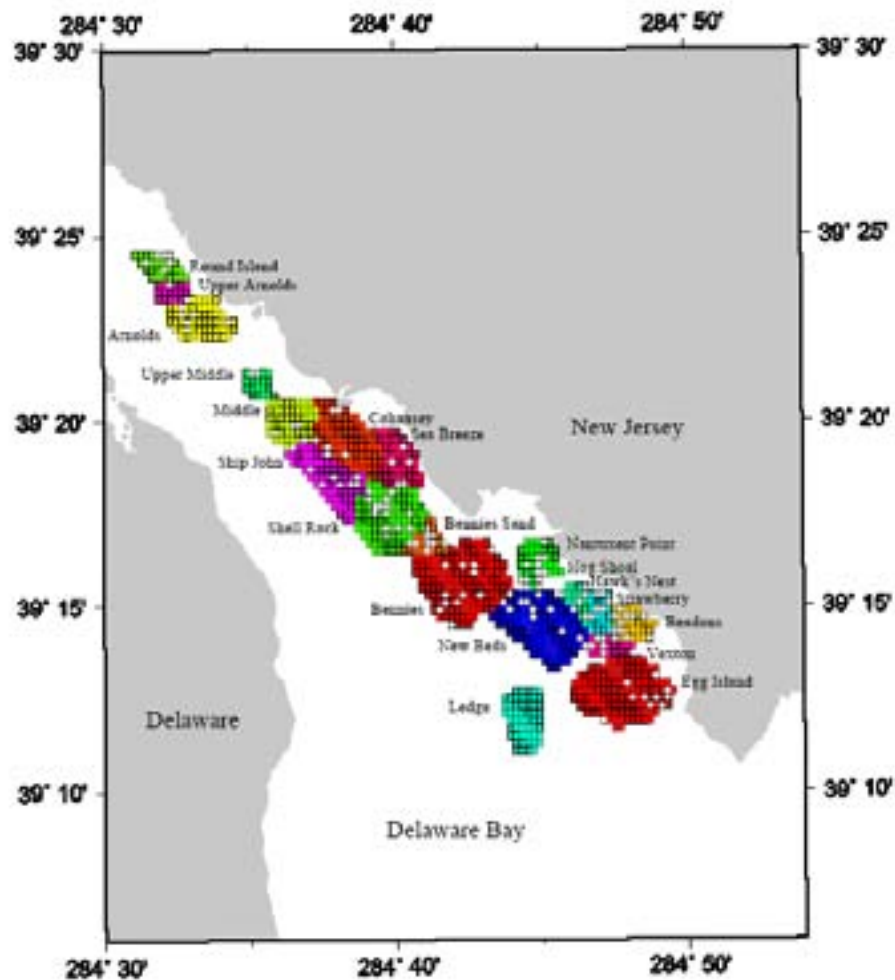 284° 30' 284° 40' 284° 50'
39° 30' 39° 30'
39° 25' 39° 25'
Round Island
Upper Arnolds
Arnolds
Upper Middle
Middle
Cohansey
39° 20' 39° 20'
New Jersey
Sea Breeze
Ship John
Shell Rock
Bennies Sand
Nantuxent Point
Hog Shoal
Hawk's Nest
Strawberry
39° 15' 39° 15'
Bennies
Beadons
New Beds
Vexton
Egg Island
Ledge
Delaware
39° 10' 39° 10'
Delaware Bay
284° 30' 284° 40' 284° 50'